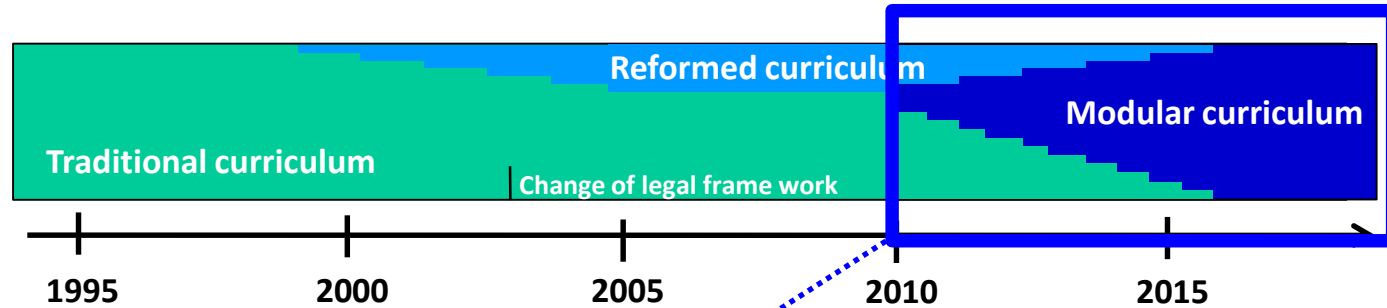 Reformed curriculum
Modular curriculum
Traditional curriculum
Change of legal frame work
1995 2000 2005 2010 2015